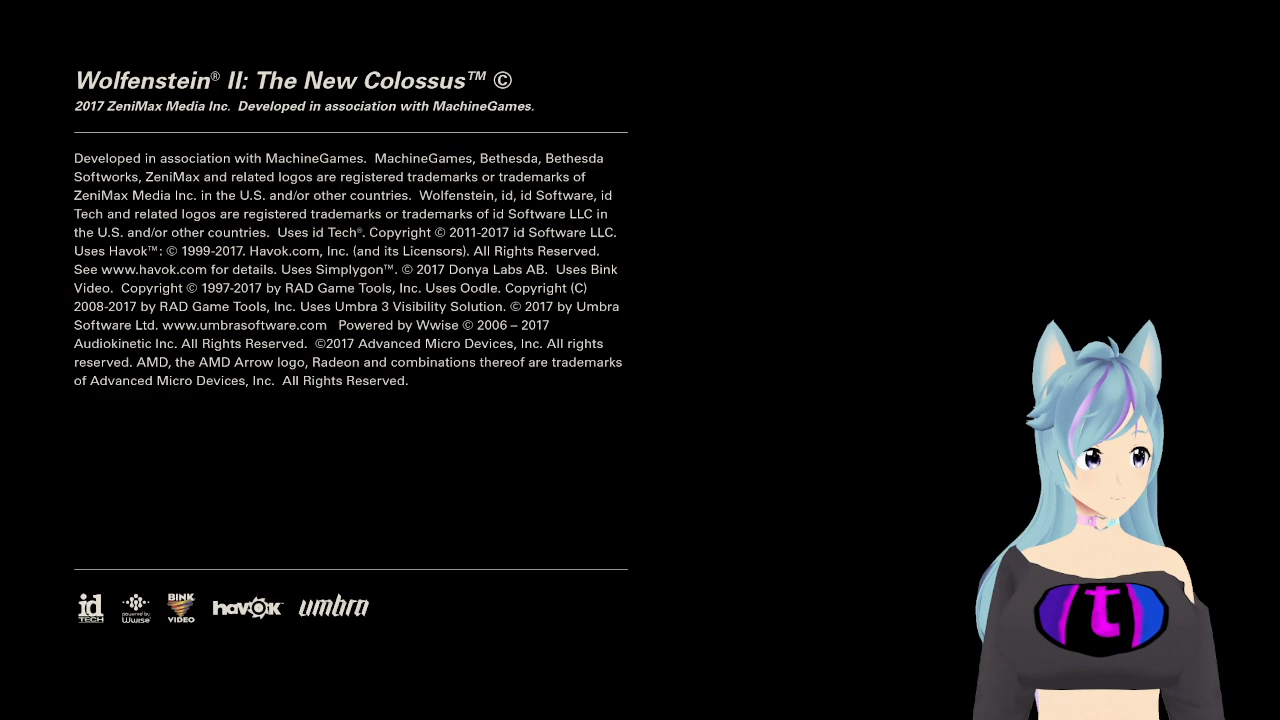 Wolfenstein® II: The New Colossus™ ©
2017 ZeniMax Media Inc.  Developed in association with MachineGames.
Developed in association with MachineGames.  MachineGames, Bethesda, Bethesda
Softworks, ZeniMax and related logos are registered trademarks or trademarks of
ZeniMax Media Inc. in the U.S. and/or other countries.  Wolfenstein, id, id Software, id
Tech and related logos are registered trademarks or trademarks of id Software LLC in
the U.S. and/or other countries.  Uses id Tech®. Copyright © 2011-2017 id Software LLC.
Uses Havok™: © 1999-2017. Havok.com, Inc. (and its Licensors). All Rights Reserved.
See www.havok.com for details. Uses Simplygon™. © 2017 Donya Labs AB.  Uses Bink
Video.  Copyright © 1997-2017 by RAD Game Tools, Inc. Uses Oodle. Copyright (C)
2008-2017 by RAD Game Tools, Inc. Uses Umbra 3 Visibility Solution. © 2017 by Umbra
Software Ltd. www.umbrasoftware.com   Powered by Wwise © 2006 – 2017
Audiokinetic Inc. All Rights Reserved.  ©2017 Advanced Micro Devices, Inc. All rights
reserved. AMD, the AMD Arrow logo, Radeon and combinations thereof are trademarks
of Advanced Micro Devices, Inc.  All Rights Reserved.
id
TECH
powered by
Wwise
BINK
VIDEO
havok
umbra
t